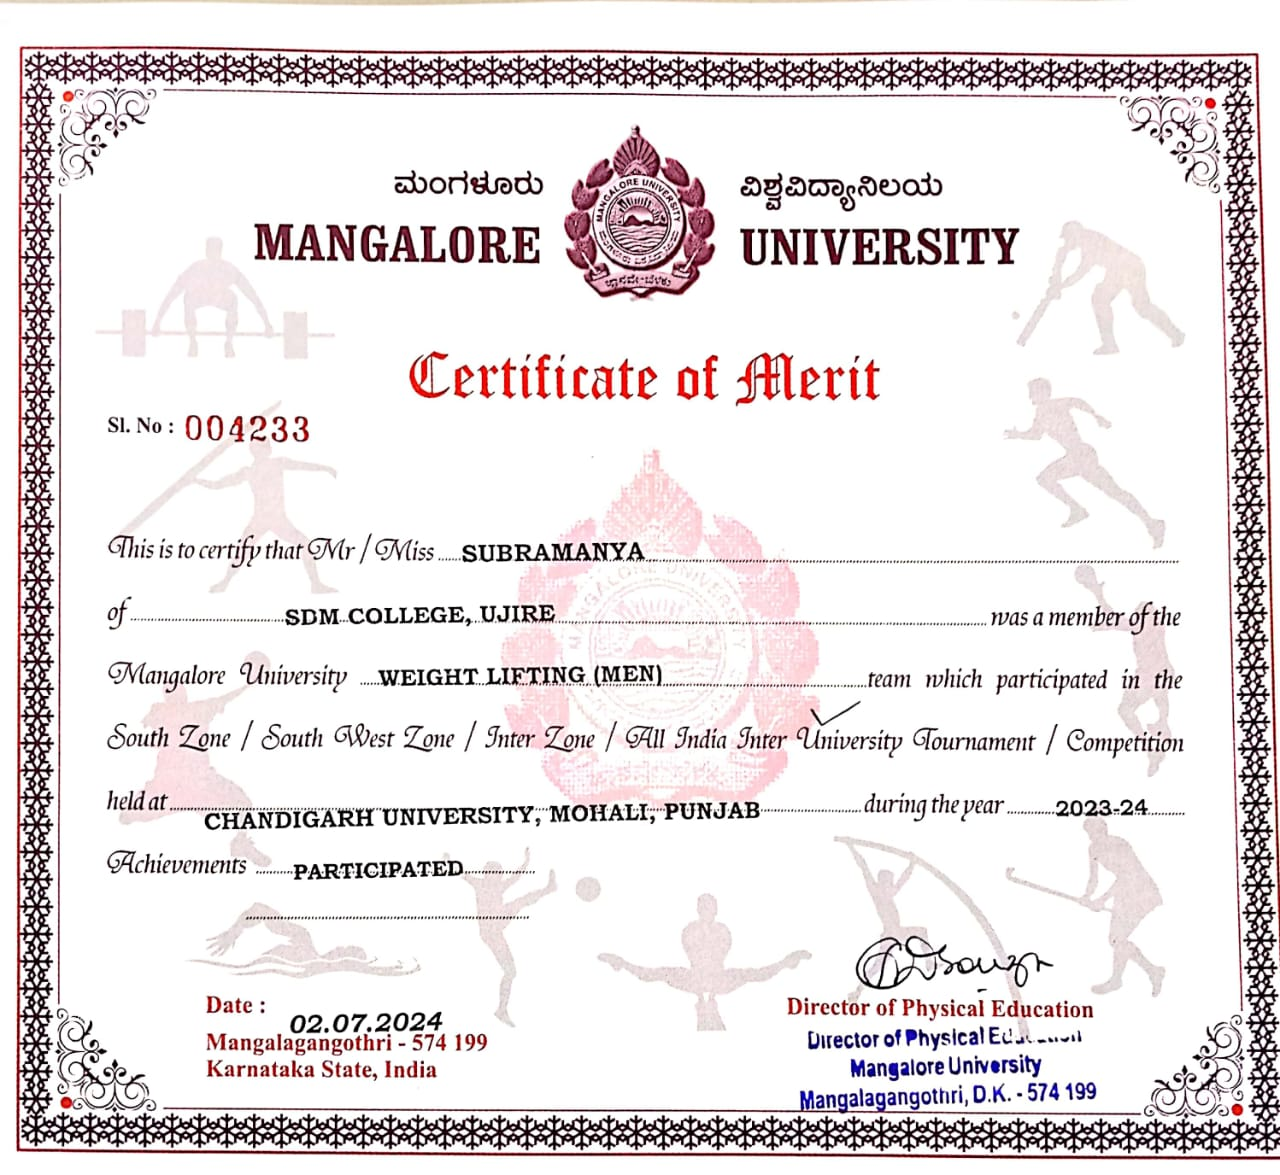 ಮಂಗಳೂರು ವಿಶ್ವವಿದ್ಯಾನಿಲಯ
MANGALORE UNIVERSITY
MANGALORE UNIVERSITY
Certificate of Merit
Sl. No : 004233
This is to certify that Mr / Miss SUBRAMANYA
of SDM COLLEGE, UJIRE was a member of the
Mangalore University WEIGHT LIFTING (MEN) team which participated in the
South Zone / South West Zone / Inter Zone / All India Inter University Tournament / Competition
held at CHANDIGARH UNIVERSITY, MOHALI, PUNJAB during the year 2023-24
Achievements PARTICIPATED
Date : 02.07.2024
Mangalagangothri - 574 199
Karnataka State, India
Director of Physical Education
Director of Physical Education
Mangalore University
Mangalagangothri, D.K. - 574 199